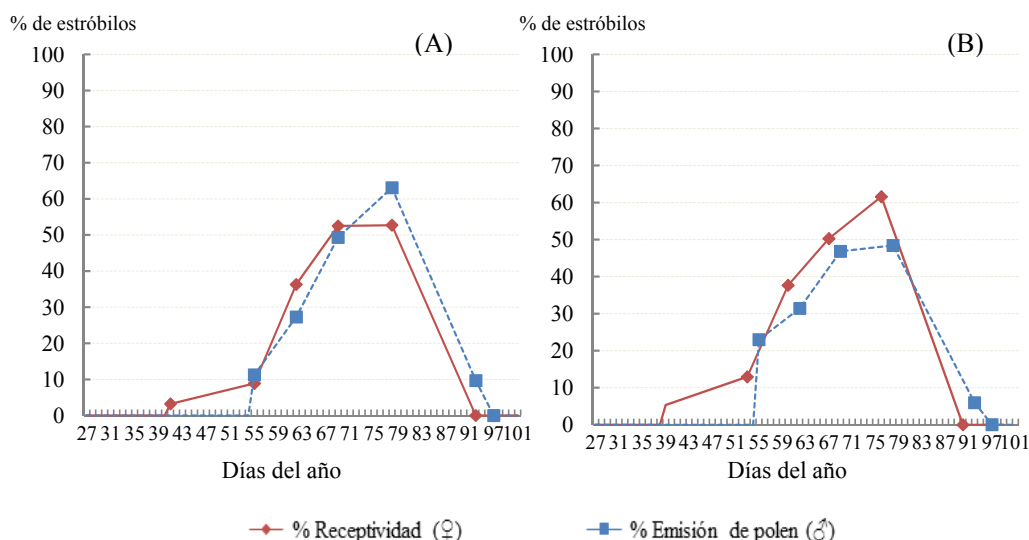 % de estróbilos
(A)
100
90
80
70
60
50
40
30
20
10
0
27 31 35 39 43 47 51 55 59 63 67 71 75 79 83 87 91 97 101
Días del año
% de estróbilos
(B)
100
90
80
70
60
50
40
30
20
10
0
27 31 35 39 43 47 51 55 59 63 67 71 75 79 83 87 91 97 101
Días del año
% Receptividad (♀)
% Emisión de polen (♂)